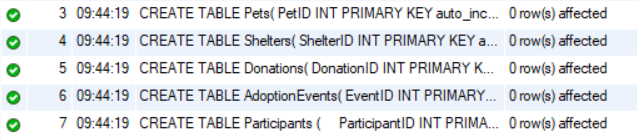 3 09:44:19 CREATE TABLE Pets( PetID INT PRIMARY KEY auto_inc... 0 row(s) affected
4 09:44:19 CREATE TABLE Shelters( ShelterID INT PRIMARY KEY a... 0 row(s) affected
5 09:44:19 CREATE TABLE Donations( DonationID INT PRIMARY K... 0 row(s) affected
6 09:44:19 CREATE TABLE AdoptionEvents( EventID INT PRIMARY... 0 row(s) affected
7 09:44:19 CREATE TABLE Participants ( ParticipantID INT PRIMA... 0 row(s) affected